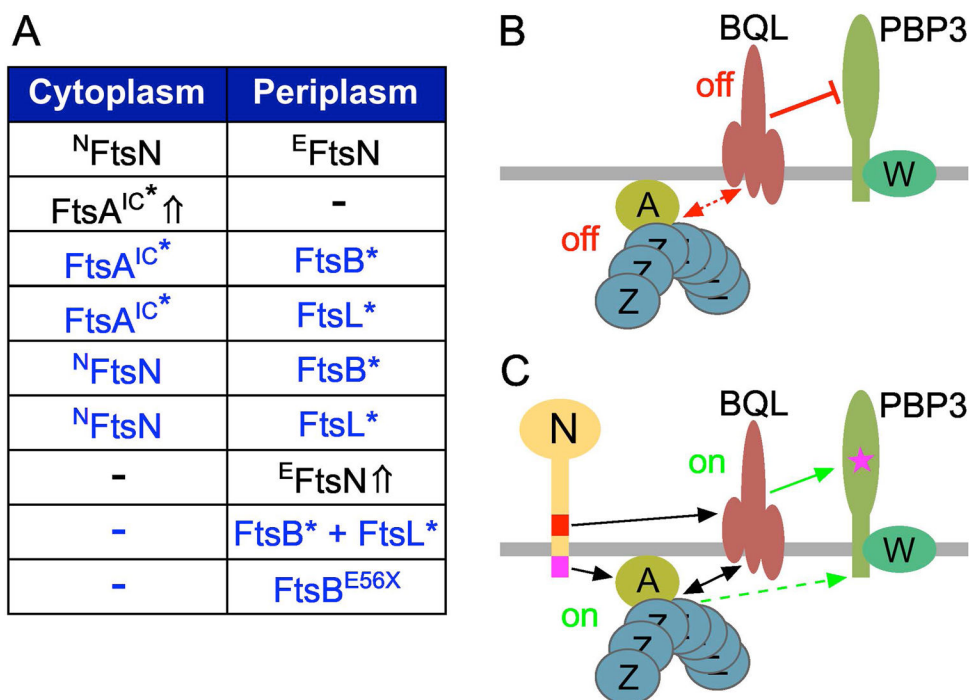 A
Cytoplasm Periplasm
ᴺFtsN ᴱFtsN
FtsAᴵᶜ* ⇑ -
FtsAᴵᶜ* FtsB*
FtsAᴵᶜ* FtsL*
ᴺFtsN FtsB*
ᴺFtsN FtsL*
- ᴱFtsN⇑
- FtsB* + FtsL*
- FtsBᴱ⁵⁶ˣ
B
BQL PBP3
off
W
A
off
Z
Z
Z
Z
C
BQL PBP3
N
on
W
A
on
Z
Z
Z
Z